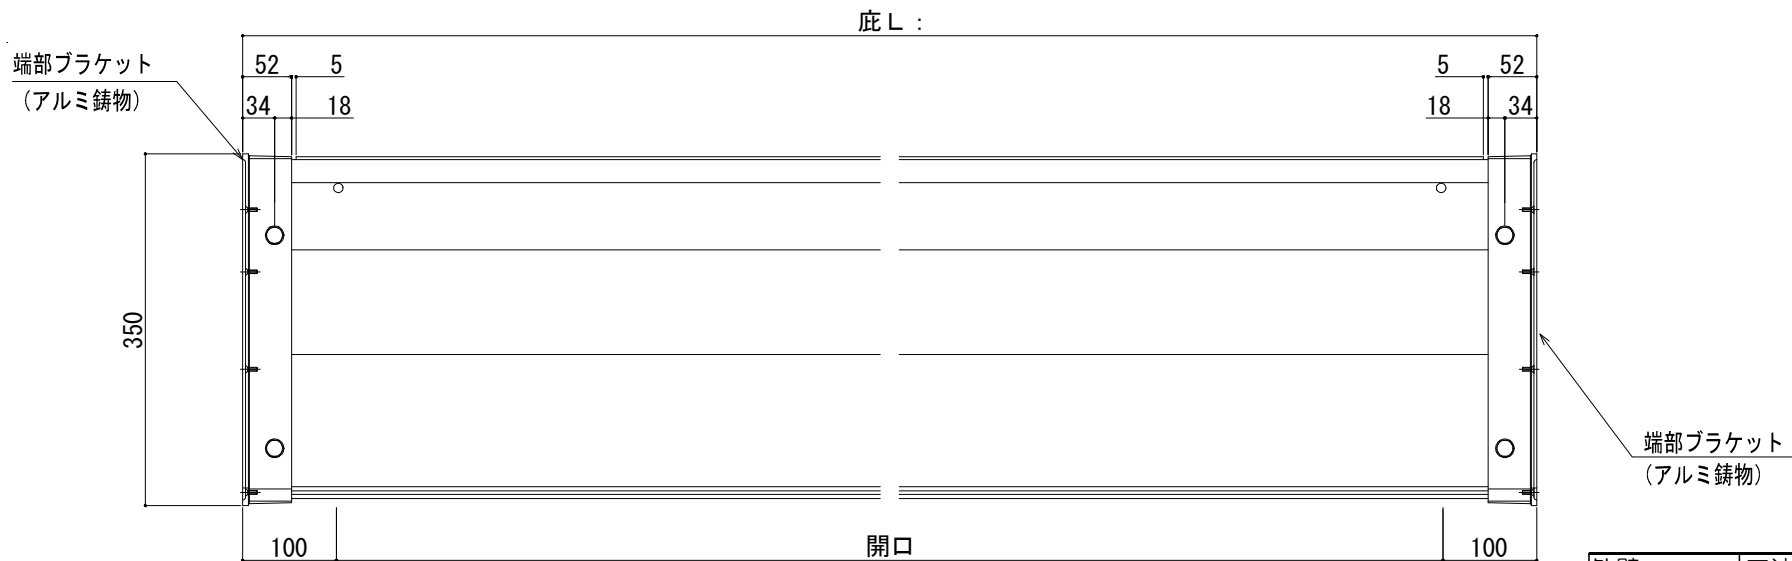 庇L：
端部ブラケット
（アルミ鋳物）
52 5 5 52
34 18 18 34
350
端部ブラケット
（アルミ鋳物）
100 開口 100